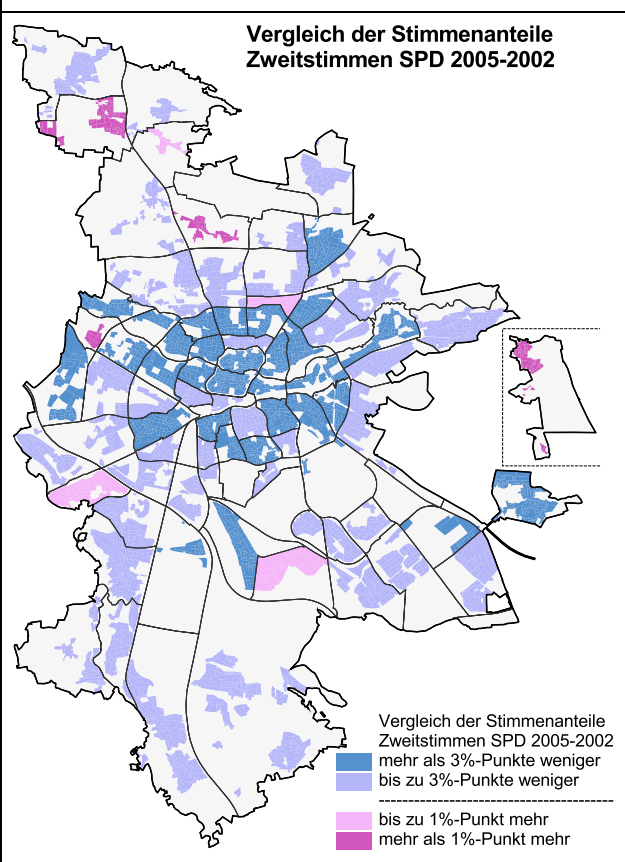 Vergleich der Stimmenanteile
Zweitstimmen SPD 2005-2002
Vergleich der Stimmenanteile
Zweitstimmen SPD 2005-2002
mehr als 3%-Punkte weniger
bis zu 3%-Punkte weniger
bis zu 1%-Punkt mehr
mehr als 1%-Punkt mehr